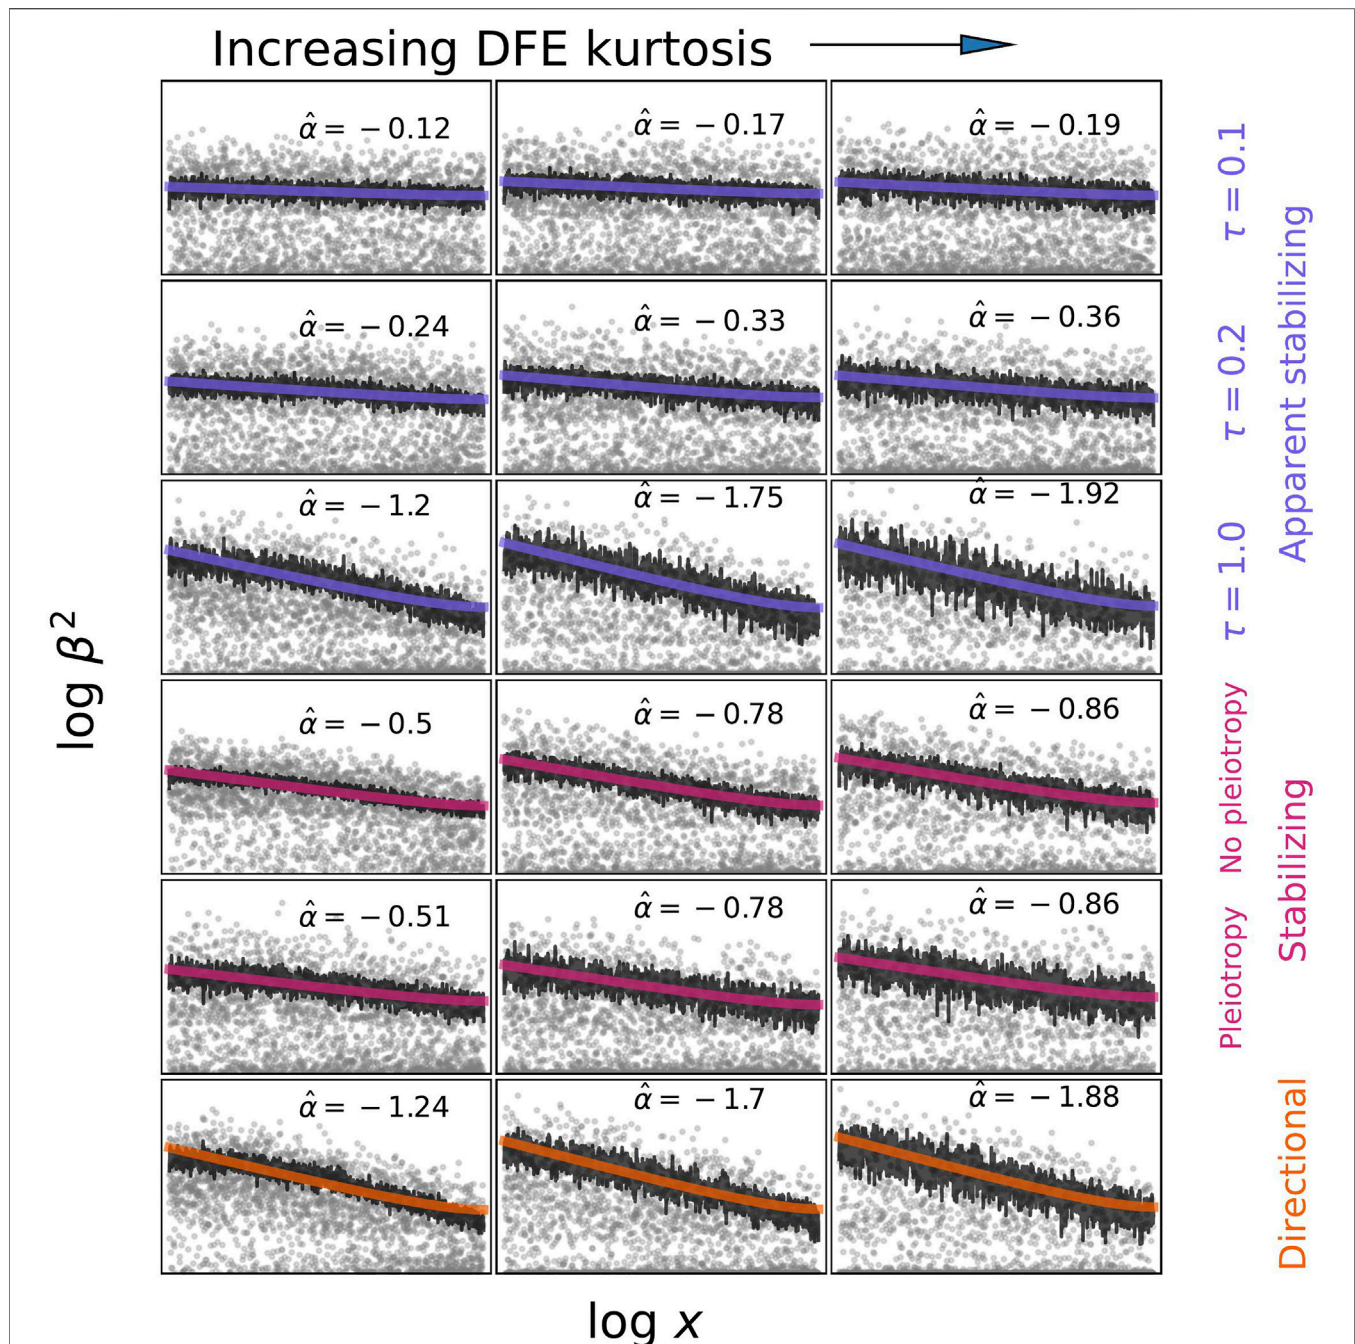 Increasing DFE kurtosis
α̂ = −0.12
α̂ = −0.17
α̂ = −0.19
τ = 0.1
α̂ = −0.24
α̂ = −0.33
α̂ = −0.36
τ = 0.2
α̂ = −1.2
α̂ = −1.75
α̂ = −1.92
τ = 1.0
Apparent stabilizing
α̂ = −0.5
α̂ = −0.78
α̂ = −0.86
No pleiotropy
α̂ = −0.51
α̂ = −0.78
α̂ = −0.86
Pleiotropy
Stabilizing
α̂ = −1.24
α̂ = −1.7
α̂ = −1.88
Directional
log β²
log x